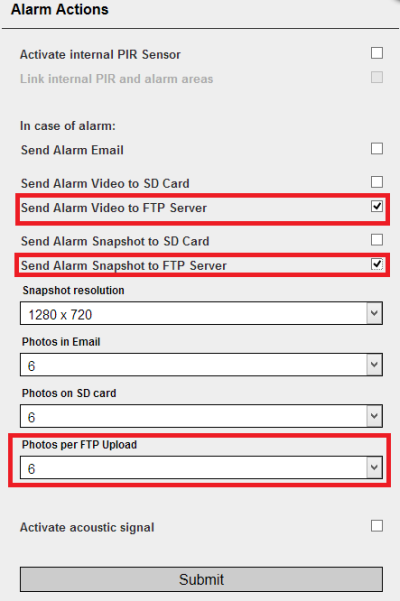 Alarm Actions
Activate internal PIR Sensor
Link internal PIR and alarm areas
In case of alarm:
Send Alarm Email
Send Alarm Video to SD Card
Send Alarm Video to FTP Server
Send Alarm Snapshot to SD Card
Send Alarm Snapshot to FTP Server
Snapshot resolution
1280 x 720
Photos in Email
6
Photos on SD card
6
Photos per FTP Upload
6
Activate acoustic signal
Submit